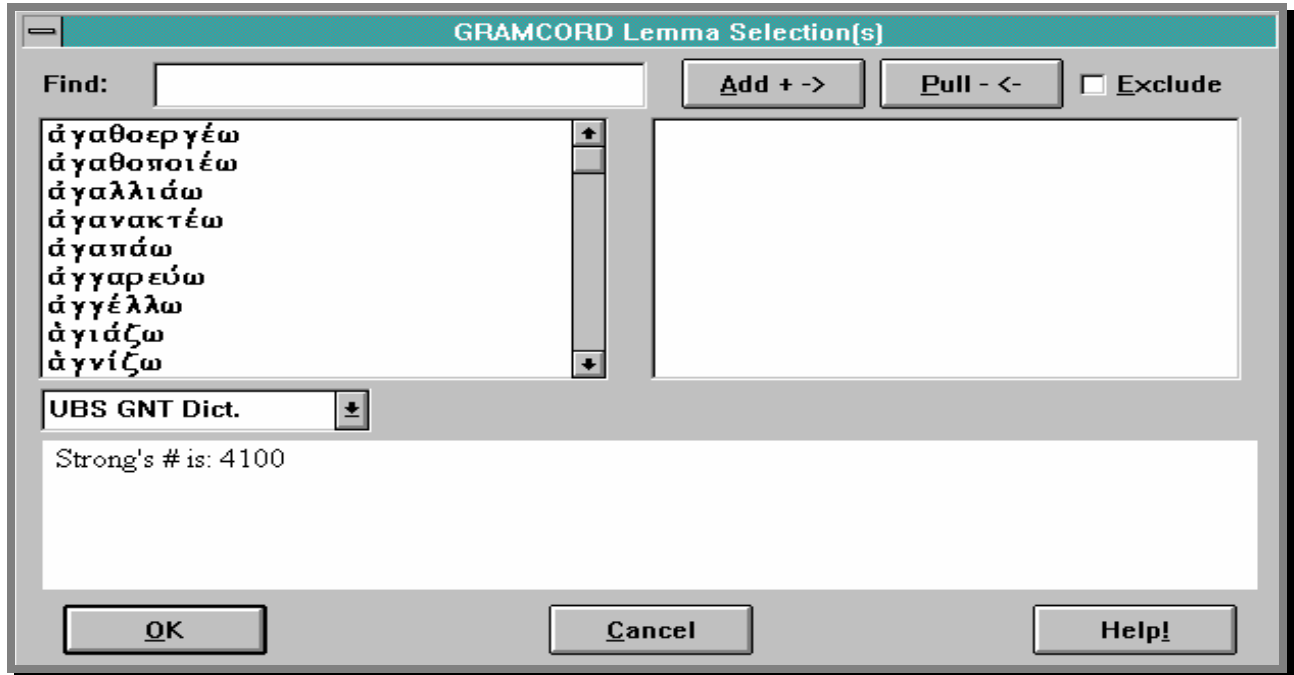 GRAMCORD Lemma Selection(s)
Find: Add + -> Pull - <- Exclude
ἀγαθοεργέω
ἀγαθοποιέω
ἀγαλλιάω
ἀγανακτέω
ἀγαπάω
ἀγγαρεύω
ἀγγέλλω
ἁγιάζω
ἁγνίζω
UBS GNT Dict.
Strong's # is: 4100
OK Cancel Help!